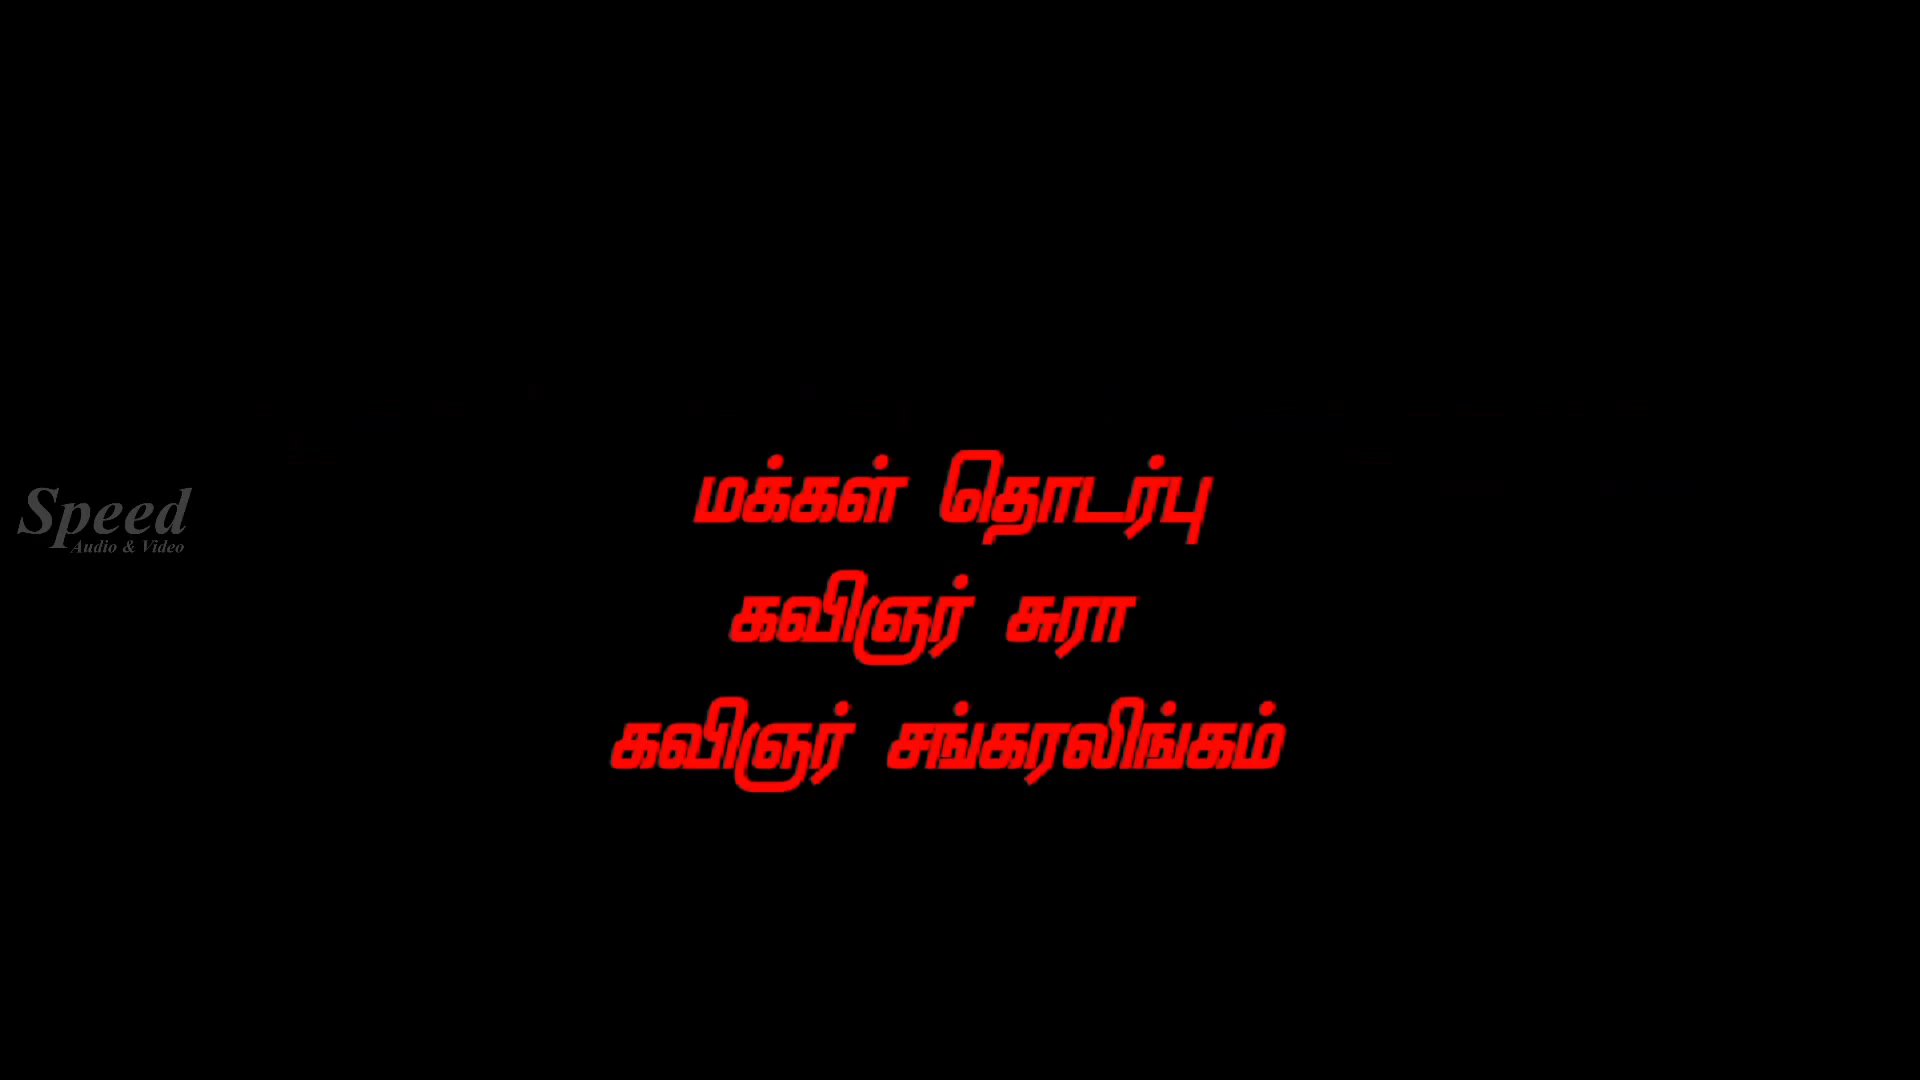 மக்கள் தொடர்பு
Speed
Audio & Video
கவிஞர் சுரா
கவிஞர் சங்கரலிங்கம்